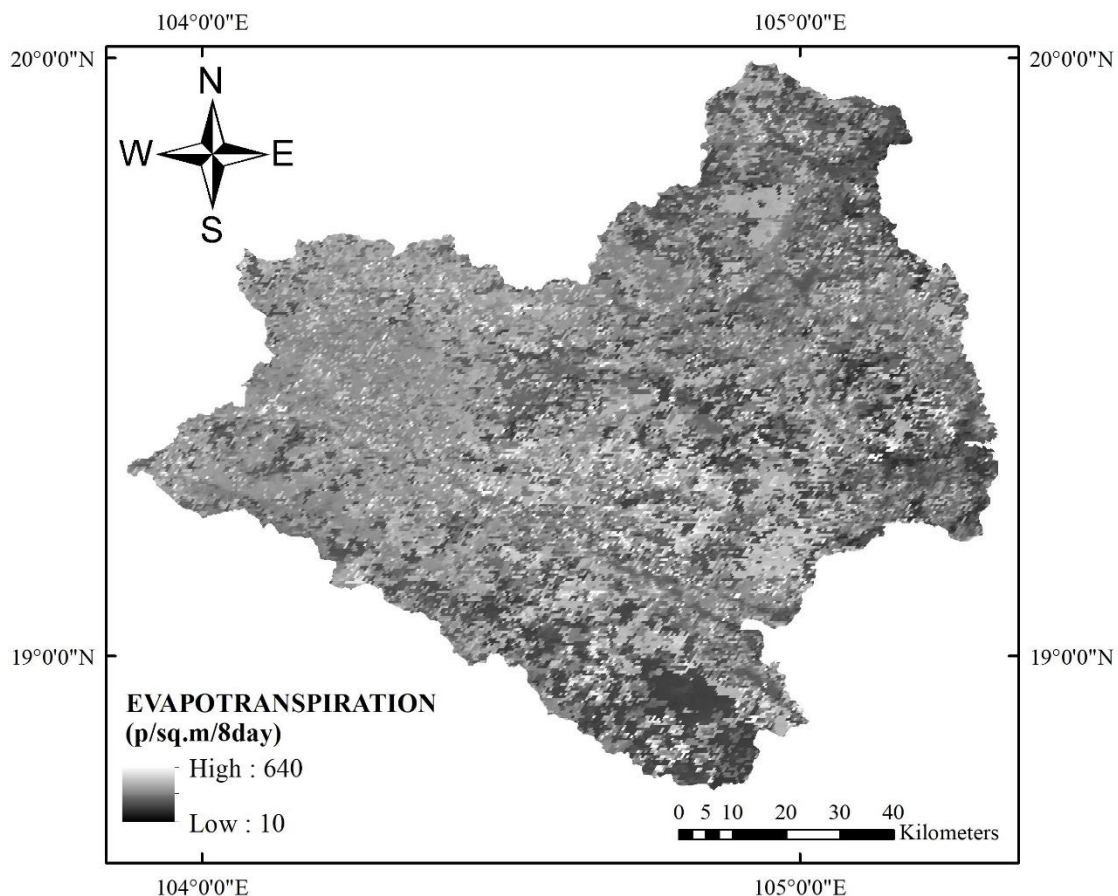 104°0'0"E 105°0'0"E
20°0'0"N 20°0'0"N
N
W E
S
19°0'0"N 19°0'0"N
EVAPOTRANSPIRATION
(p/sq.m/8day)
High : 640
Low : 10
0 5 10 20 30 40
Kilometers
104°0'0"E 105°0'0"E